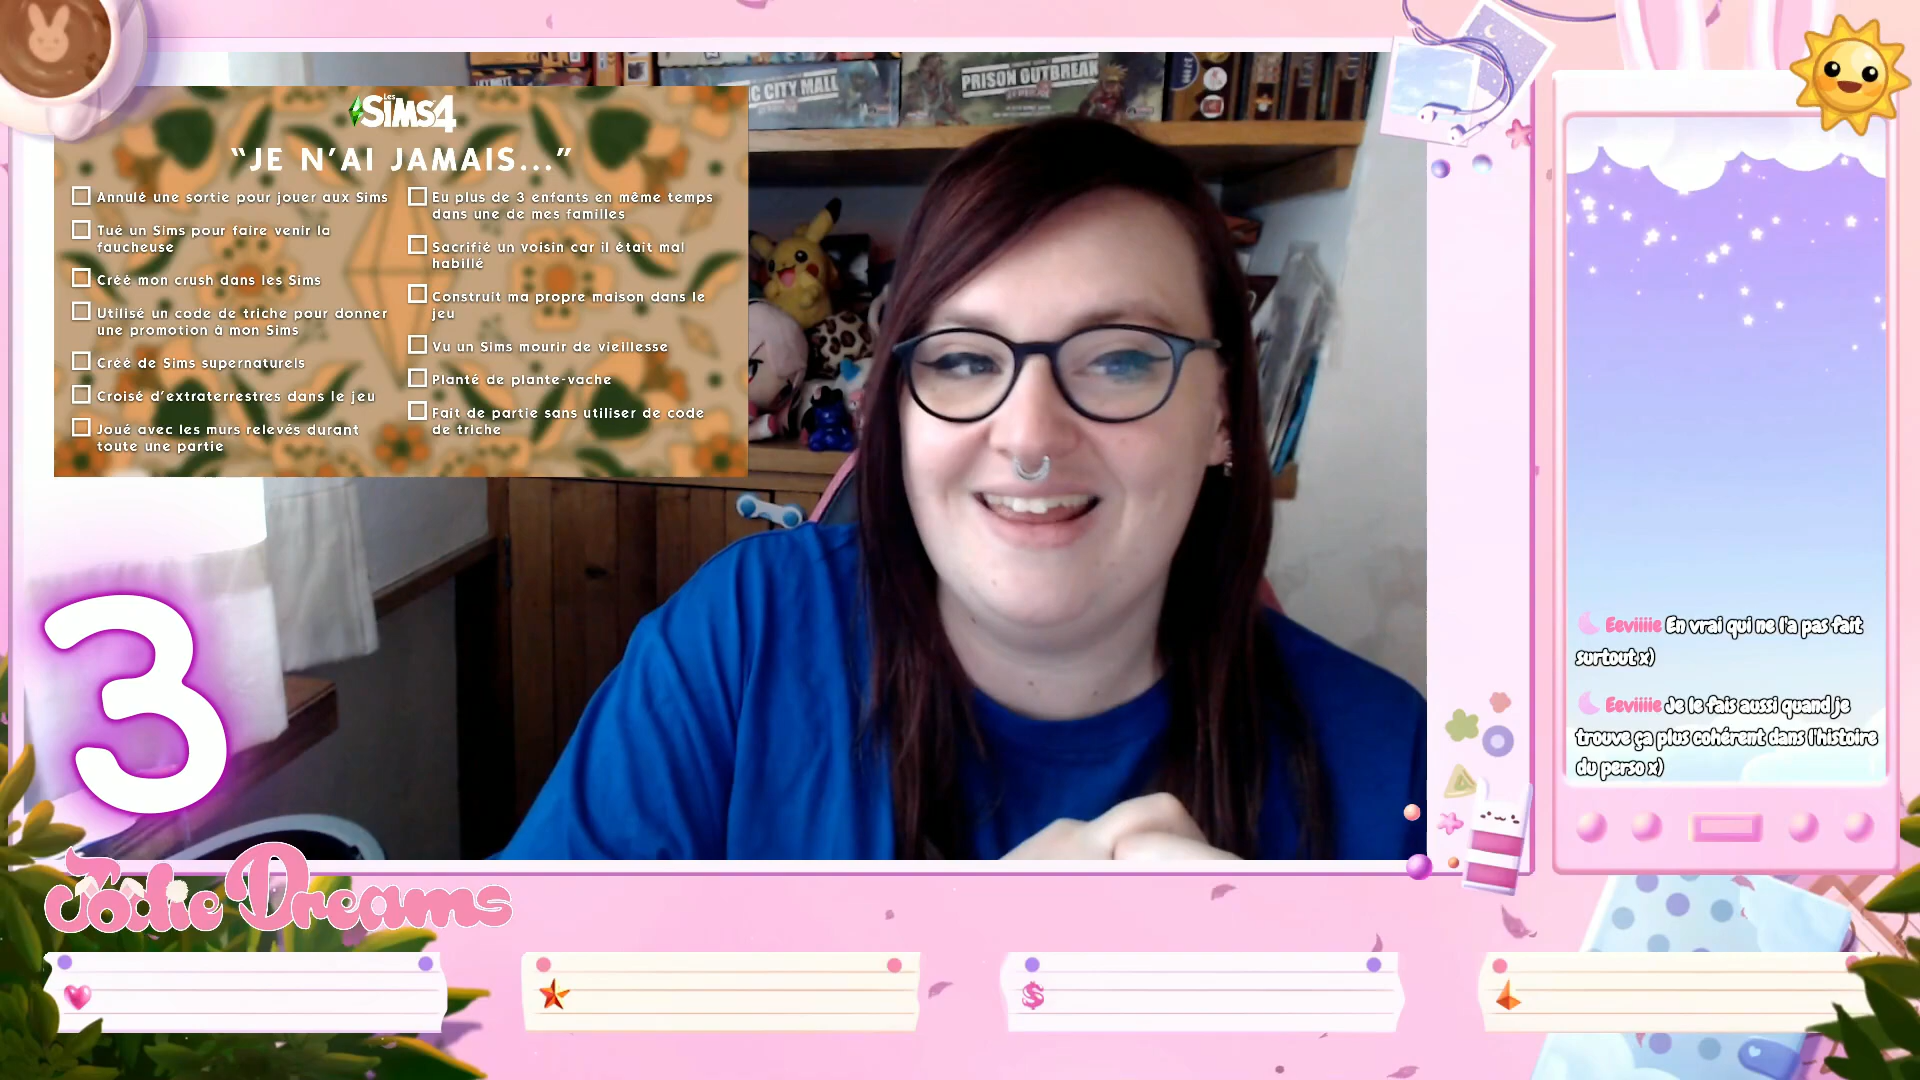 Les SIMS4
“JE N’AI JAMAIS...”
Annulé une sortie pour jouer aux Sims
Tué un Sims pour faire venir la
faucheuse
Créé mon crush dans les Sims
Utilisé un code de triche pour donner
une promotion à mon Sims
Créé de Sims supernaturels
Croisé d’extraterrestres dans le jeu
Joué avec les murs relevés durant
toute une partie
Eu plus de 3 enfants en même temps
dans une de mes familles
Sacrifié un voisin car il était mal
habillé
Construit ma propre maison dans le
jeu
Vu un Sims mourir de vieillesse
Planté de plante-vache
Fait de partie sans utiliser de code
de triche
C CITY MALL
PRISON OUTBREAK
3
Jodie Dreams
Eeviiiie En vrai qui ne l'a pas fait
surtout x)
Eeviiiie Je le fais aussi quand je
trouve ça plus cohérent dans l'histoire
du perso x)
$